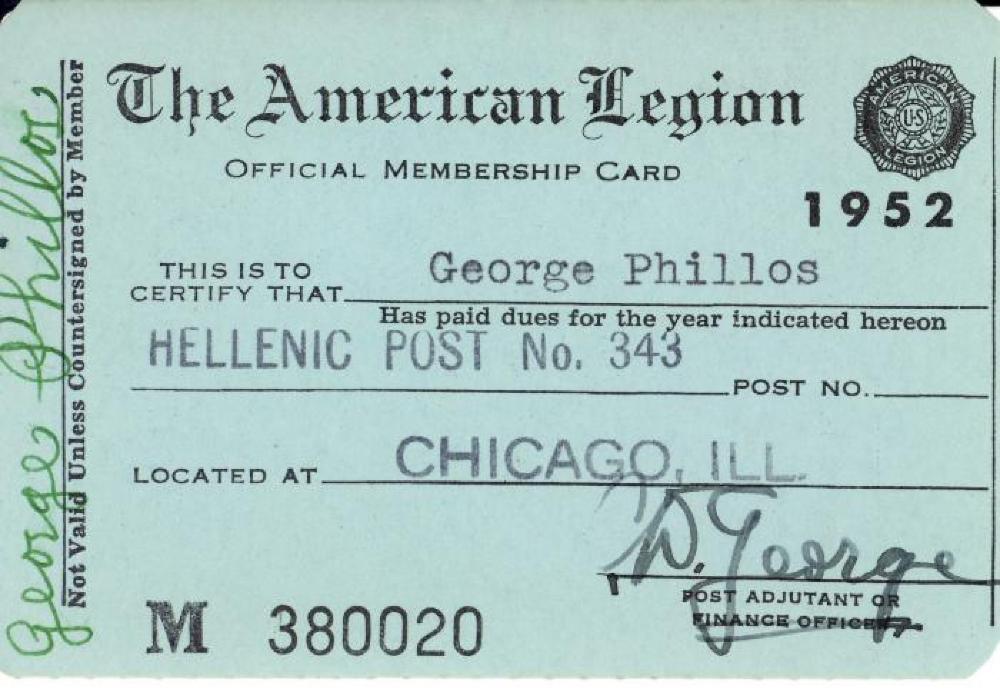 The American Legion
AMERICAN
U·S
LEGION
OFFICIAL MEMBERSHIP CARD
1952
THIS IS TO
CERTIFY THAT George Phillos
Has paid dues for the year indicated hereon
HELLENIC POST No. 343
POST NO.
LOCATED AT CHICAGO, ILL.
D. George
POST ADJUTANT OR
FINANCE OFFICER
M 380020
Not Valid Unless Countersigned by Member
George Phillos